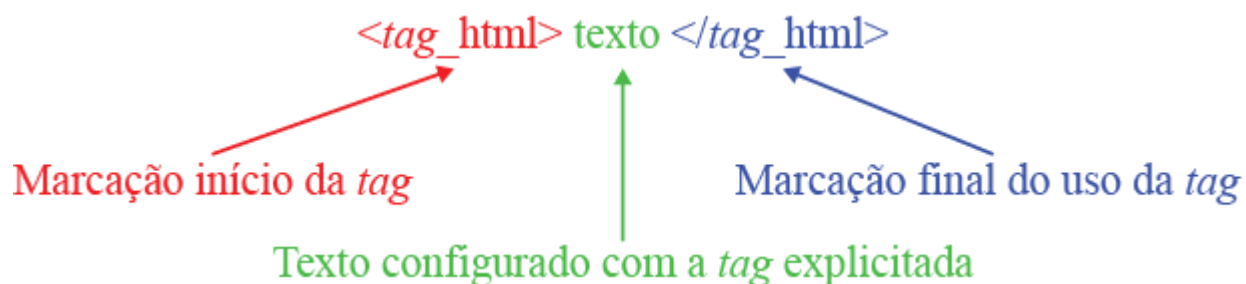 <tag_html> texto </tag_html>
Marcação início da tag
Marcação final do uso da tag
Texto configurado com a tag explicitada